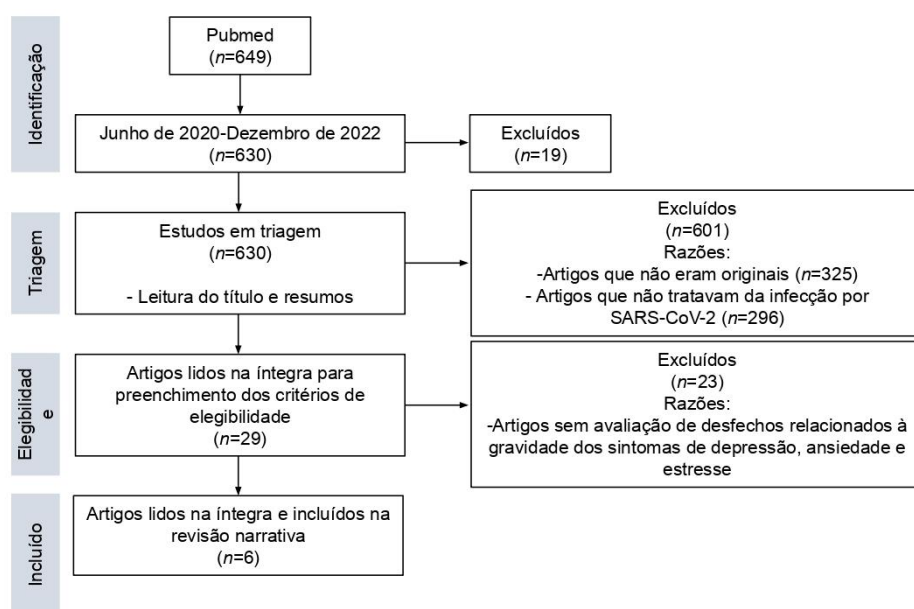 Identificação
Pubmed
(n=649)
Junho de 2020-Dezembro de 2022
(n=630)
Excluídos
(n=19)
Triagem
Estudos em triagem
(n=630)
- Leitura do título e resumos
Excluídos
(n=601)
Razões:
-Artigos que não eram originais (n=325)
- Artigos que não tratavam da infecção por
SARS-CoV-2 (n=296)
Elegibilidad
e
Artigos lidos na íntegra para
preenchimento dos critérios de
elegibilidade
(n=29)
Excluídos
(n=23)
Razões:
-Artigos sem avaliação de desfechos relacionados à
gravidade dos sintomas de depressão, ansiedade e
estresse
Incluído
Artigos lidos na íntegra e incluídos na
revisão narrativa
(n=6)